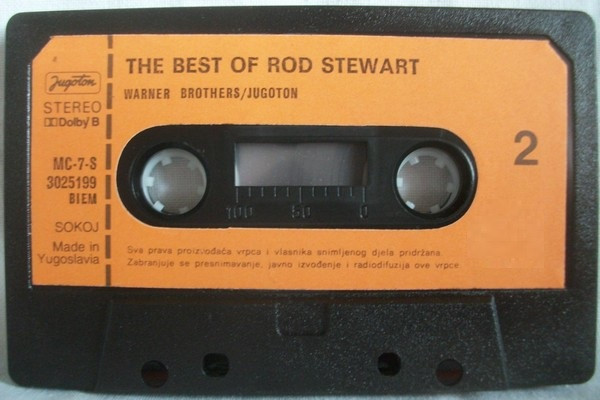 Jugoton
STEREO
Dolby B
MC-7-S
3025199
BIEM
SOKOJ
Made in
Yugoslavia
THE BEST OF ROD STEWART
WARNER BROTHERS/JUGOTON
2
100 50 0
Sva prava proizvođača vrpca i vlasnika snimljenog djela pridržana.
Zabranjuje se presnimavanje, javno izvođenje i radiodifuzija ove vrpce.